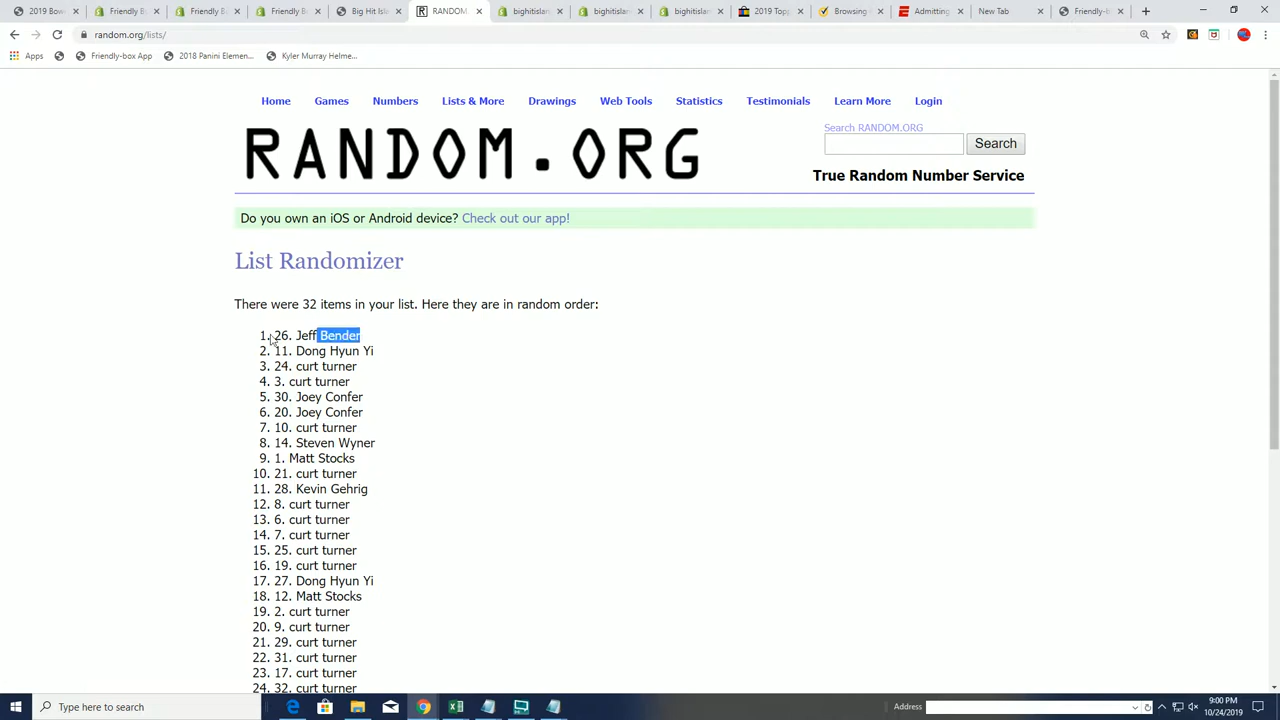 2019 Bow
Friendly B
Friendly B
Friendly B
Big Hit Isl
RANDOM.
bighitislan
bighitislan
bighitislan
2019 Topp
Browsing
Admitting
New Tab
Friendly-B
random.org/lists/
Apps
Friendly-box App
2018 Panini Elemen...
Kyler Murray Helme...
Home Games Numbers Lists & More Drawings Web Tools Statistics Testimonials Learn More Login
RANDOM.ORG
Search RANDOM.ORG
Search
True Random Number Service
Do you own an iOS or Android device? Check out our app!
List Randomizer
There were 32 items in your list. Here they are in random order:
1. 26. Jeff Bender
2. 11. Dong Hyun Yi
3. 24. curt turner
4. 3. curt turner
5. 30. Joey Confer
6. 20. Joey Confer
7. 10. curt turner
8. 14. Steven Wyner
9. 1. Matt Stocks
10. 21. curt turner
11. 28. Kevin Gehrig
12. 8. curt turner
13. 6. curt turner
14. 7. curt turner
15. 25. curt turner
16. 19. curt turner
17. 27. Dong Hyun Yi
18. 12. Matt Stocks
19. 2. curt turner
20. 9. curt turner
21. 29. curt turner
22. 31. curt turner
23. 17. curt turner
24. 32. curt turner
Type here to search
Address
9:00 PM
10/24/2019